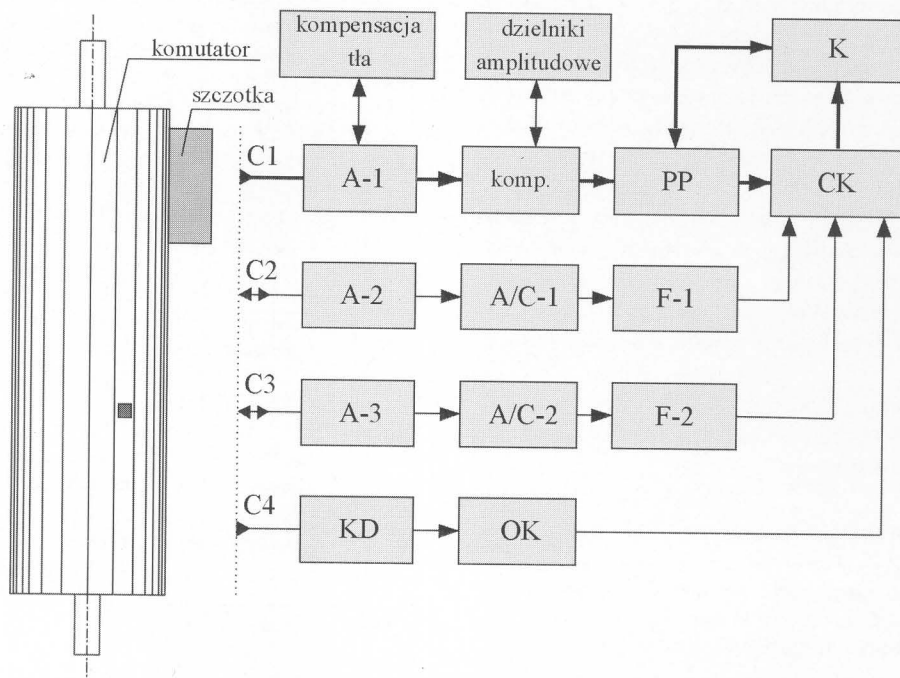 komutator
szczotka
kompensacja
tła
dzielniki
amplitudowe
K
C1
A-1
komp.
PP
CK
C2
A-2
A/C-1
F-1
C3
A-3
A/C-2
F-2
C4
KD
OK